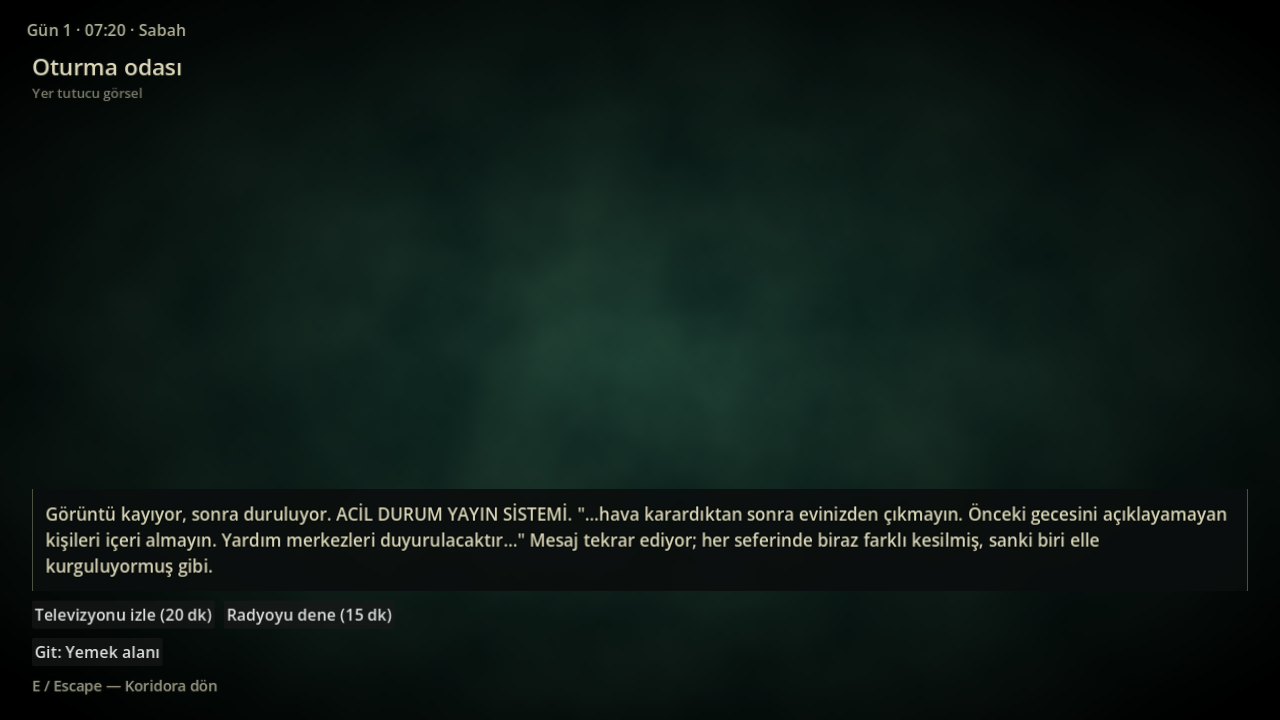 Gün 1 · 07:20 · Sabah
Oturma odası
Yer tutucu görsel
Görüntü kayıyor, sonra duruluyor. ACİL DURUM YAYIN SİSTEMİ. "...hava karardıktan sonra evinizden çıkmayın. Önceki gecesini açıklayamayan
kişileri içeri almayın. Yardım merkezleri duyurulacaktır..." Mesaj tekrar ediyor; her seferinde biraz farklı kesilmiş, sanki biri elle
kurguluyormuş gibi.
Televizyonu izle (20 dk) Radyoyu dene (15 dk)
Git: Yemek alanı
E / Escape — Koridora dön